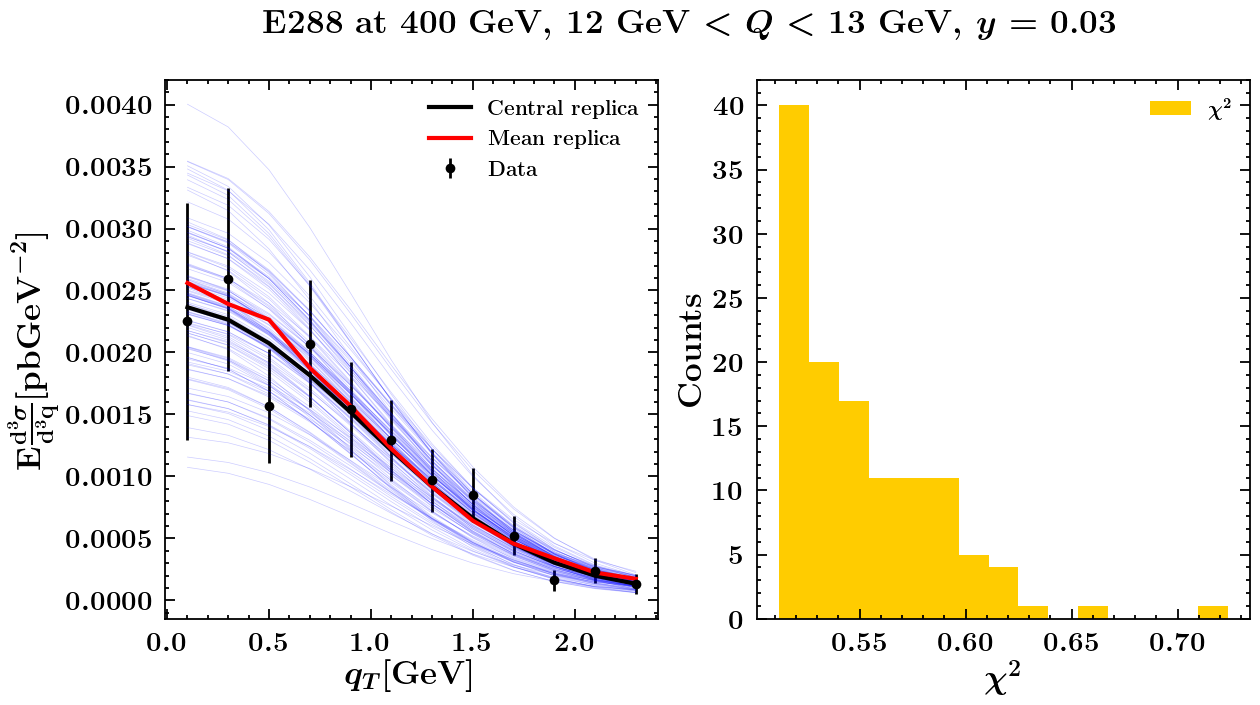 E288 at 400 GeV, 12 GeV < Q < 13 GeV, y = 0.03
E d³σ/d³q [pbGeV⁻²]
0.0040
0.0035
0.0030
0.0025
0.0020
0.0015
0.0010
0.0005
0.0000
Central replica
Mean replica
Data
0.0 0.5 1.0 1.5 2.0
q_T[GeV]
Counts
40
35
30
25
20
15
10
5
0
χ²
0.55 0.60 0.65 0.70
χ²